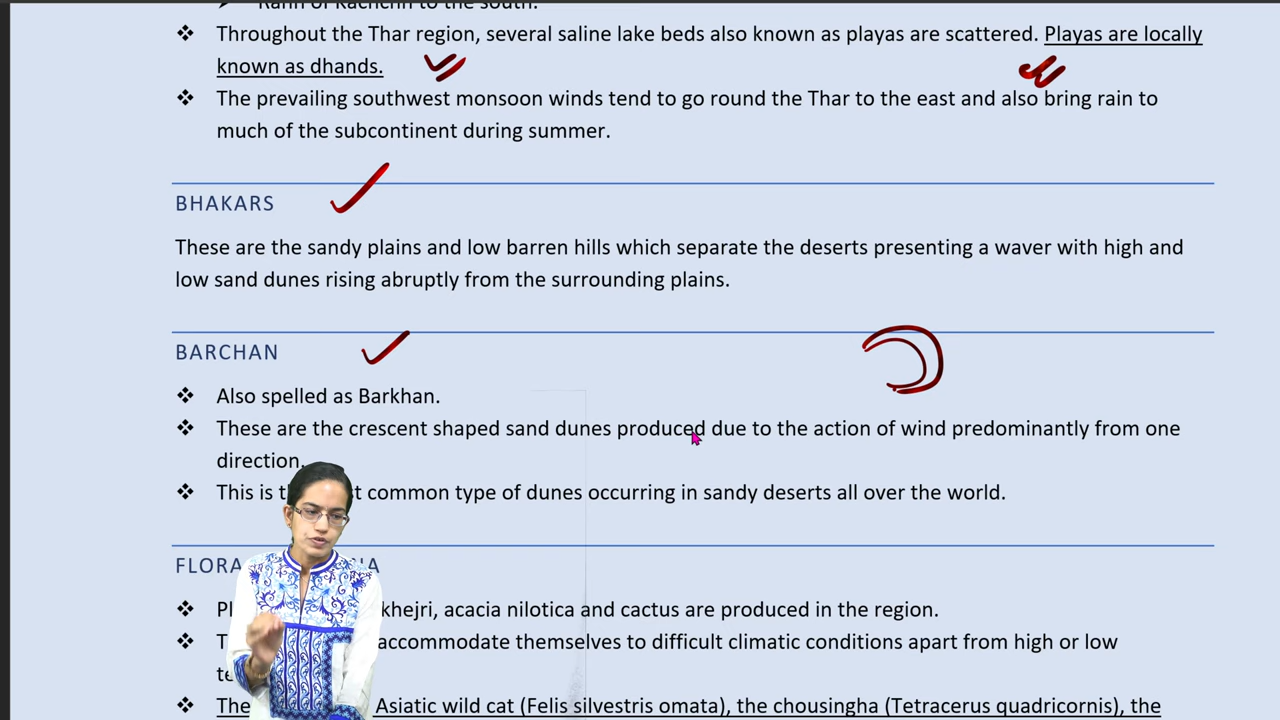 Rann of Kachchh to the south.
❖ Throughout the Thar region, several saline lake beds also known as playas are scattered. Playas are locally
known as dhands.
❖ The prevailing southwest monsoon winds tend to go round the Thar to the east and also bring rain to
much of the subcontinent during summer.
BHAKARS
These are the sandy plains and low barren hills which separate the deserts presenting a waver with high and
low sand dunes rising abruptly from the surrounding plains.
BARCHAN
❖ Also spelled as Barkhan.
❖ These are the crescent shaped sand dunes produced due to the action of wind predominantly from one
direction.
❖ This is common type of dunes occurring in sandy deserts all over the world.
FLORA
❖ khejri, acacia nilotica and cactus are produced in the region.
❖ accommodate themselves to difficult climatic conditions apart from high or low
❖ The Asiatic wild cat (Felis silvestris omata), the chousingha (Tetracerus quadricornis), the